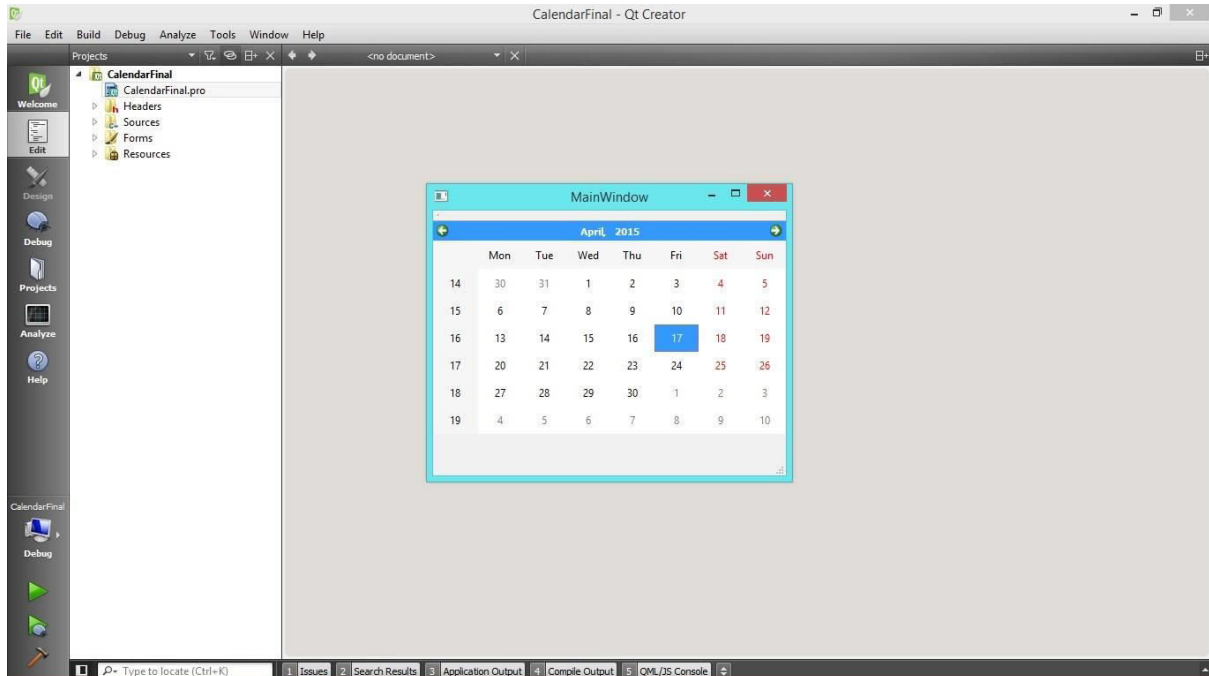 CalendarFinal - Qt Creator
File Edit Build Debug Analyze Tools Window Help
Projects
<no document>
Welcome
Edit
Design
Debug
Projects
Analyze
Help
CalendarFinal
Debug
CalendarFinal
CalendarFinal.pro
Headers
Sources
Forms
Resources
MainWindow
April, 2015
Mon Tue Wed Thu Fri Sat Sun
14 30 31 1 2 3 4 5
15 6 7 8 9 10 11 12
16 13 14 15 16 17 18 19
17 20 21 22 23 24 25 26
18 27 28 29 30 1 2 3
19 4 5 6 7 8 9 10
Type to locate (Ctrl+K) 1 Issues 2 Search Results 3 Application Output 4 Compile Output 5 QML/JS Console